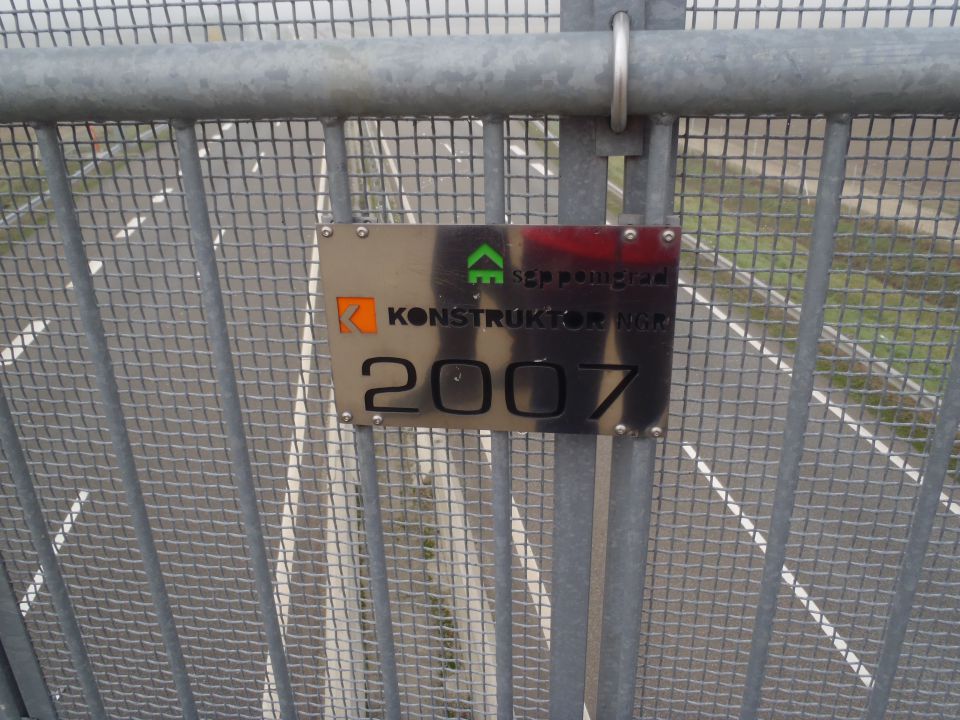 sgp pomgrad
KONSTRUKTOR NGR
2007